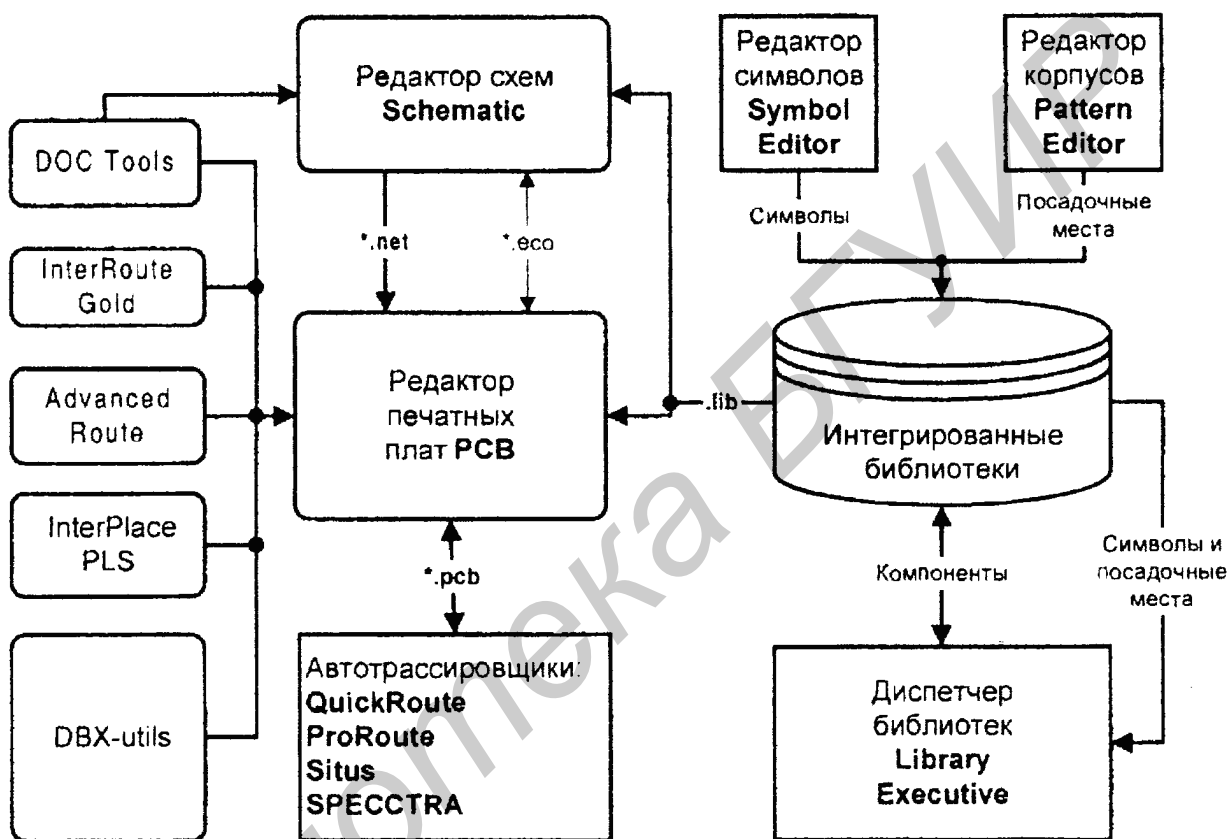 Редактор схем
Schematic
Редактор
символов
Symbol
Editor
Редактор
корпусов
Pattern
Editor
DOC Tools
Символы
Посадочные
места
*.net
*.eco
InterRoute
Gold
Advanced
Route
Редактор
печатных
плат PCB
.lib
Интегрированные
библиотеки
InterPlace
PLS
*.pcb
Компоненты
Символы и
посадочные
места
DBX-utils
Автотрассировщики:
QuickRoute
ProRoute
Situs
SPECCTRA
Диспетчер
библиотек
Library
Executive
отека БГУИР